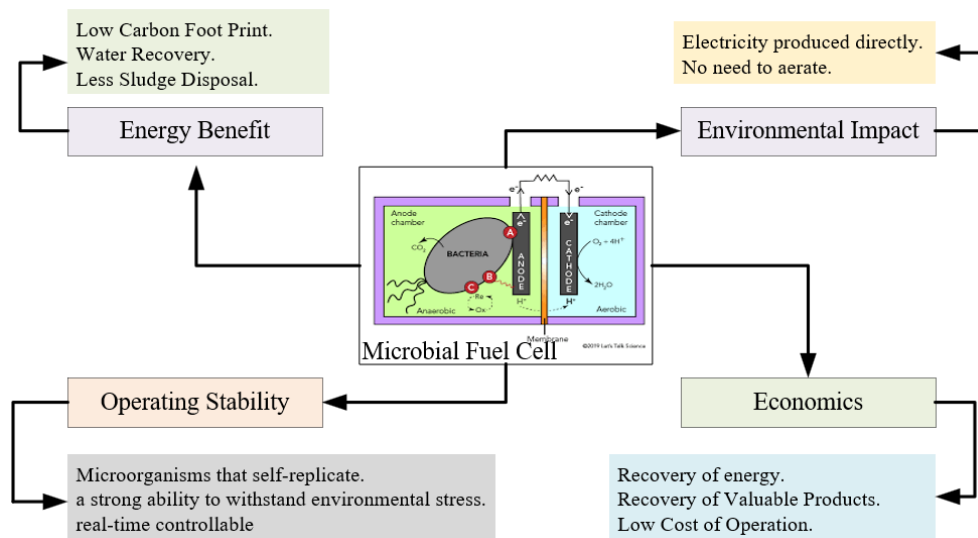 Low Carbon Foot Print.
Water Recovery.
Less Sludge Disposal.
Energy Benefit
Electricity produced directly.
No need to aerate.
Environmental Impact
e⁻
e⁻
Anode
chamber
Cathode
chamber
e⁻
e⁻
A
CO₂
BACTERIA
ANODE
CATHODE
O₂ + 4H⁺
B
C
2H₂O
Re
Ox
H⁺
H⁺
Anaerobic
Aerobic
Membrane
©2019 Let's Talk Science
Microbial Fuel Cell
Operating Stability
Economics
Microorganisms that self-replicate.
a strong ability to withstand environmental stress.
real-time controllable
Recovery of energy.
Recovery of Valuable Products.
Low Cost of Operation.